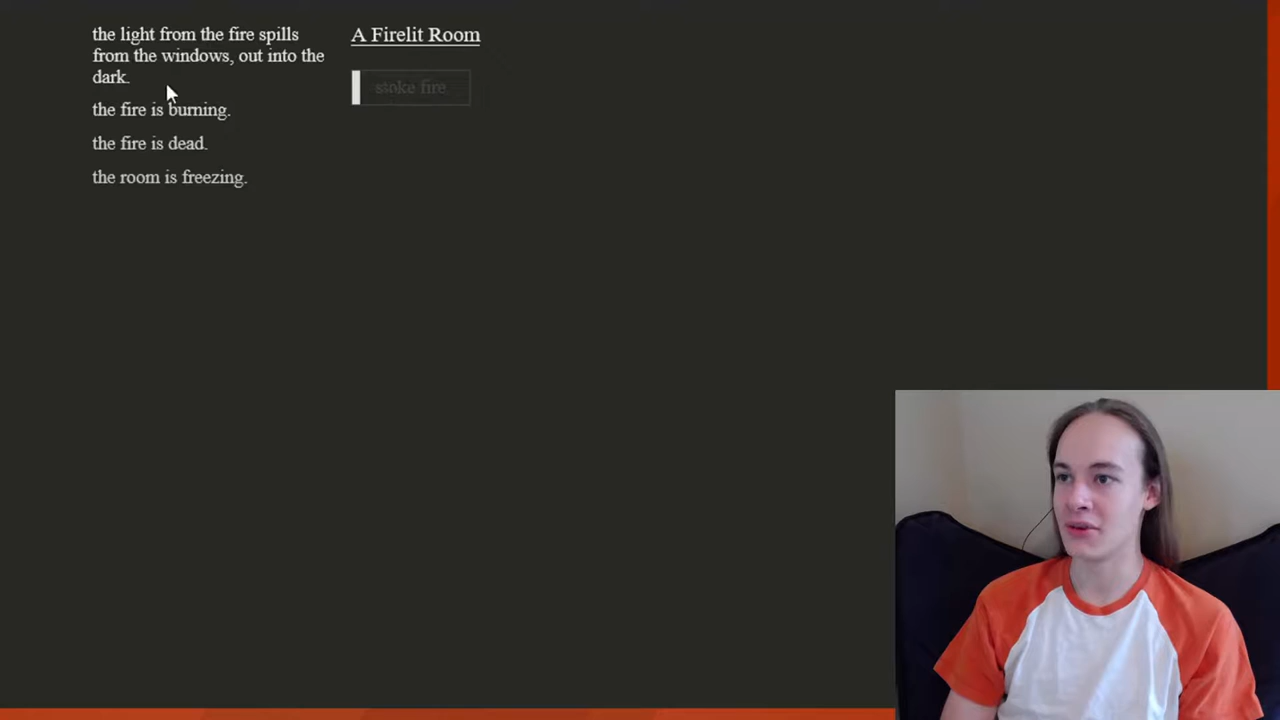 the light from the fire spills
from the windows, out into the
dark.
the fire is burning.
the fire is dead.
the room is freezing.
A Firelit Room
stoke fire